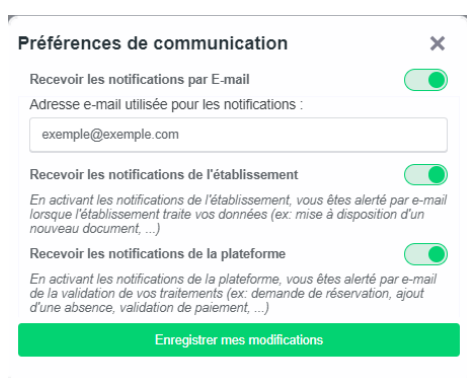 Préférences de communication
Recevoir les notifications par E-mail
Adresse e-mail utilisée pour les notifications :
exemple@exemple.com
Recevoir les notifications de l'établissement
En activant les notifications de l'établissement, vous êtes alerté par e-mail
lorsque l'établissement traite vos données (ex: mise à disposition d'un
nouveau document, ...)
Recevoir les notifications de la plateforme
En activant les notifications de la plateforme, vous êtes alerté par e-mail
de la validation de vos traitements (ex: demande de réservation, ajout
d'une absence, validation de paiement, ...)
Enregistrer mes modifications